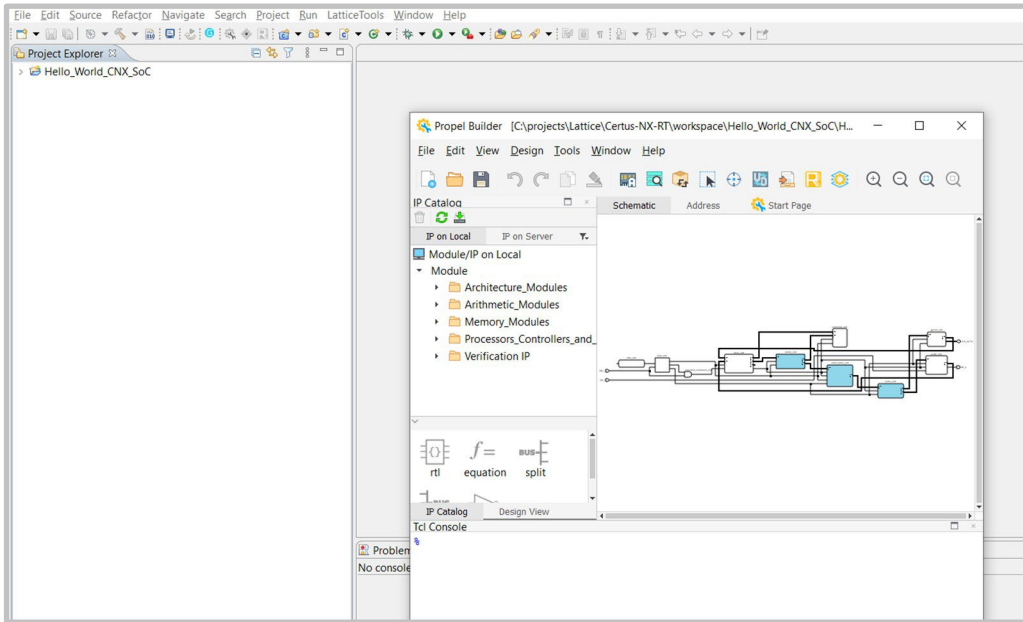 File Edit Source Refactor Navigate Search Project Run LatticeTools Window Help
Project Explorer
Hello_World_CNX_SoC
Propel Builder [C:\projects\Lattice\Certus-NX-RT\workspace\Hello_World_CNX_SoC\H...
File Edit View Design Tools Window Help
IP Catalog
Schematic Address Start Page
IP on Local IP on Server
Module/IP on Local
Module
Architecture_Modules
Arithmetic_Modules
Memory_Modules
Processors_Controllers_and_
Verification IP
BUS
rtl equation split
IP Catalog Design View
Tcl Console
%
Problem
No console